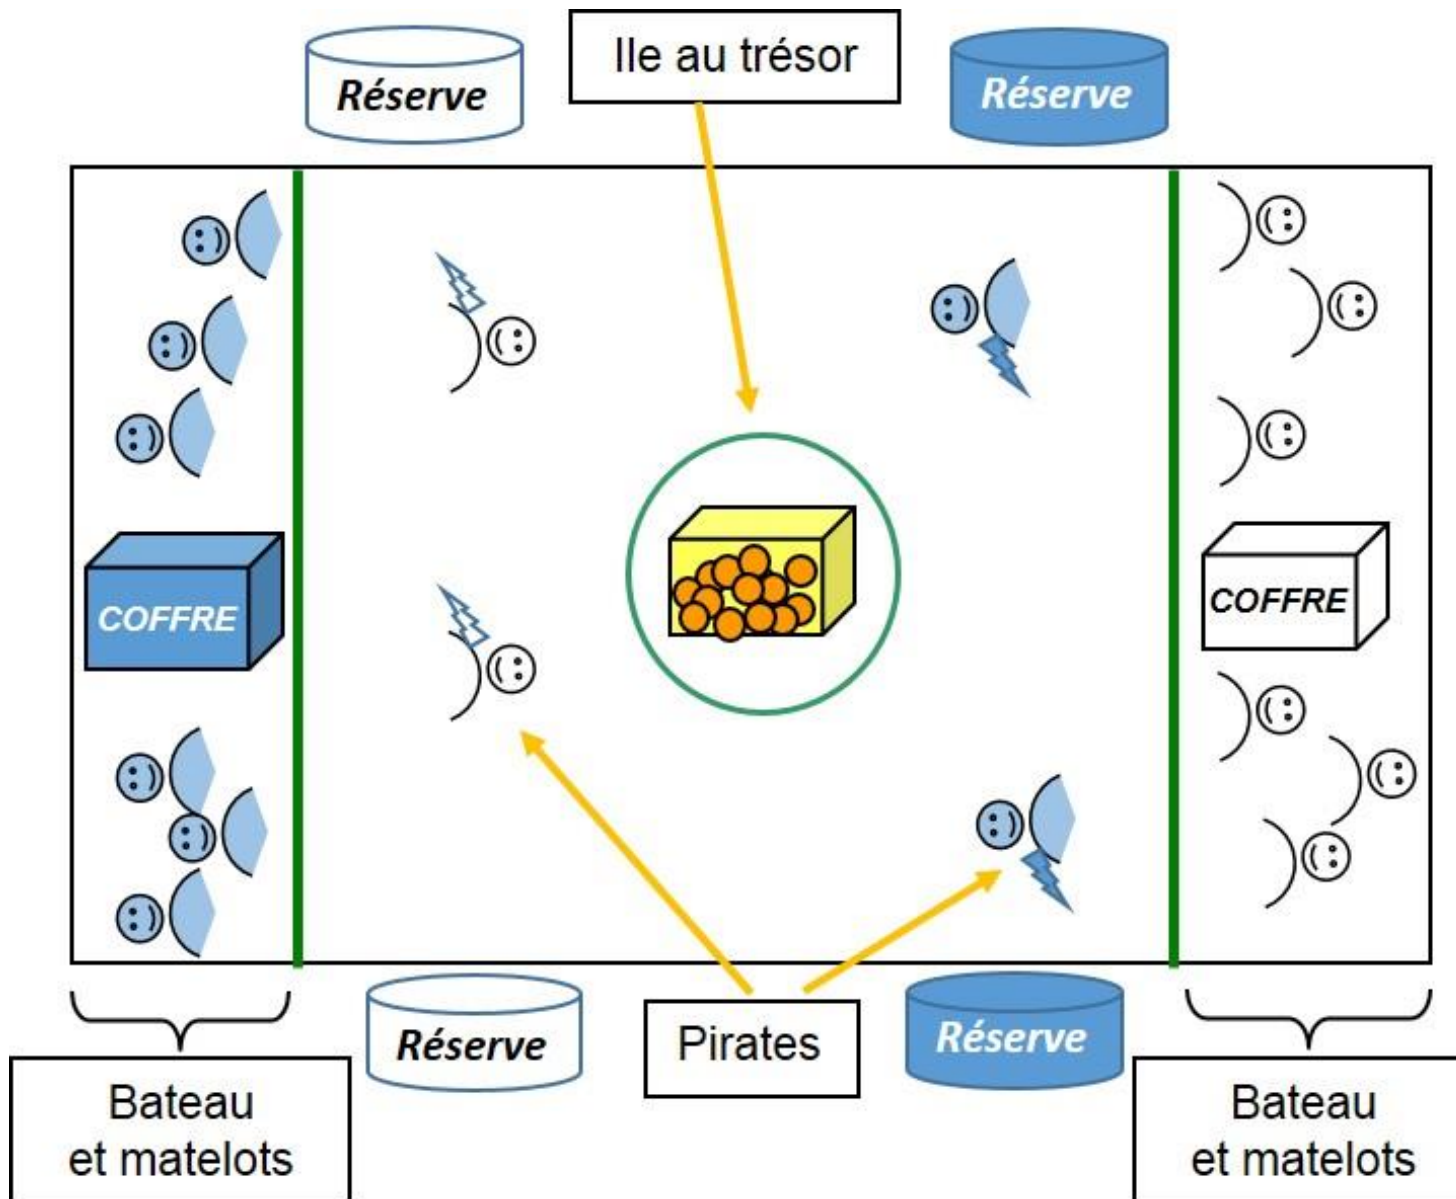 Réserve
Ile au trésor
Réserve
COFFRE
COFFRE
Réserve
Pirates
Réserve
Bateau
et matelots
Bateau
et matelots